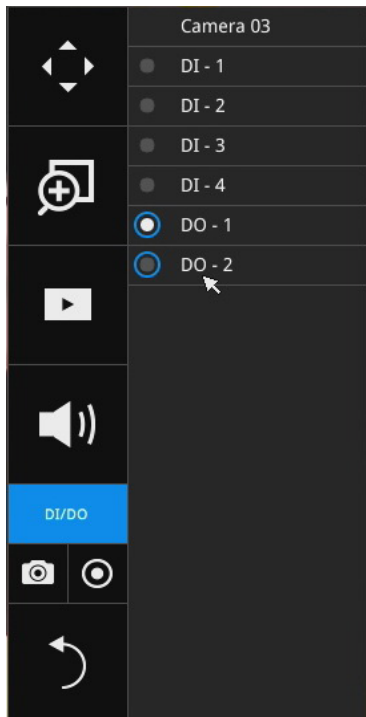 Camera 03
DI - 1
DI - 2
DI - 3
DI - 4
DO - 1
DO - 2
DI/DO